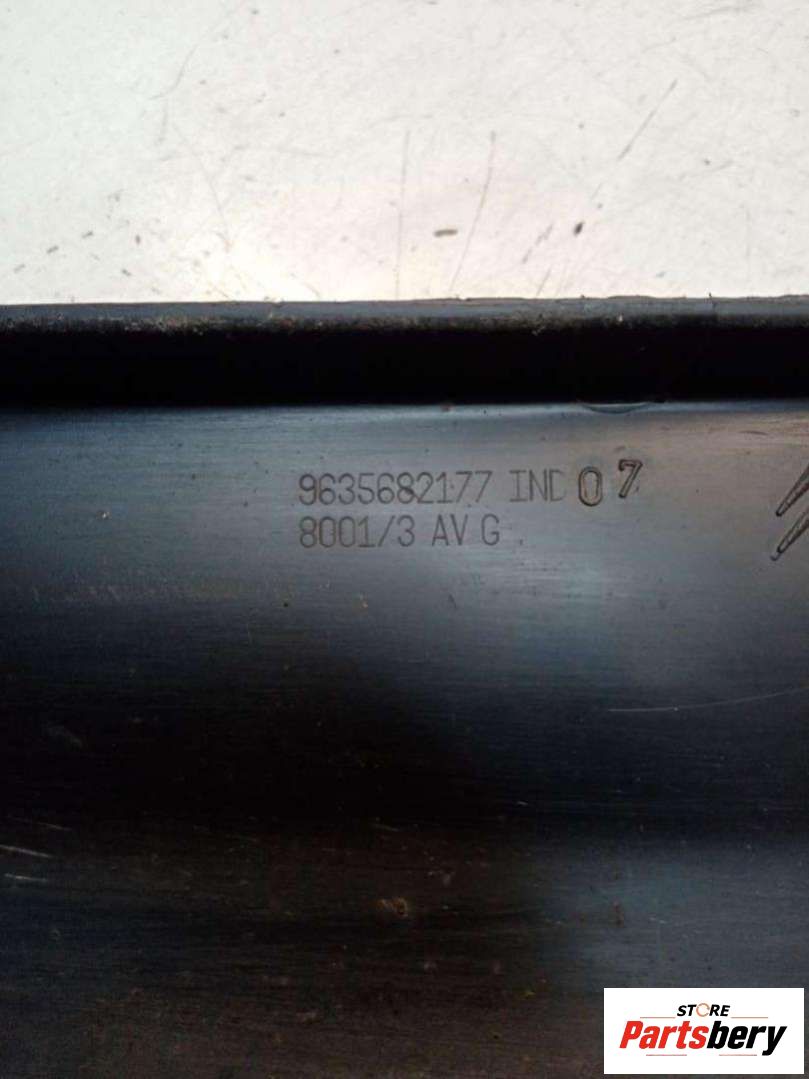 9635682177 IND 07
8001/3 AV G
STORE
Partsbery